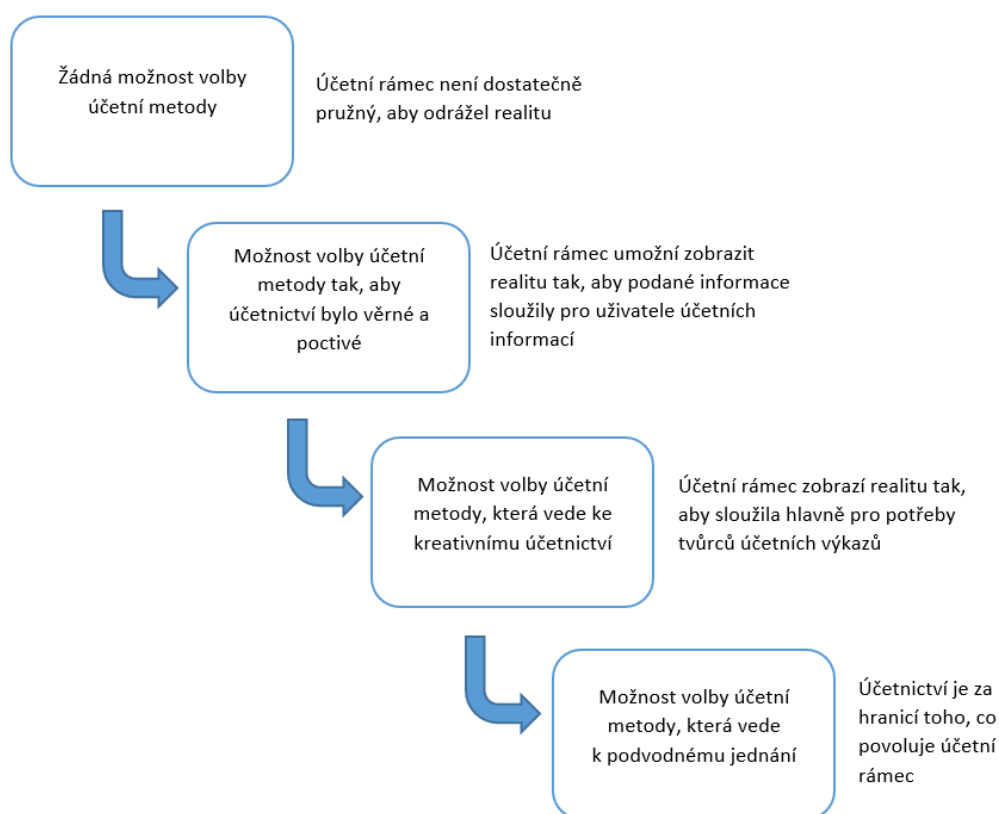 Žádná možnost volby
účetní metody
Účetní rámec není dostatečně
pružný, aby odrážel realitu
Možnost volby účetní
metody tak, aby
účetnictví bylo věrné a
poctivé
Účetní rámec umožní zobrazit
realitu tak, aby podané informace
sloužily pro uživatele účetních
informací
Možnost volby účetní
metody, která vede ke
kreativnímu účetnictví
Účetní rámec zobrazí realitu tak,
aby sloužila hlavně pro potřeby
tvůrců účetních výkazů
Možnost volby účetní
metody, která vede
k podvodnému jednání
Účetnictví je za
hranicí toho, co
povoluje účetní
rámec